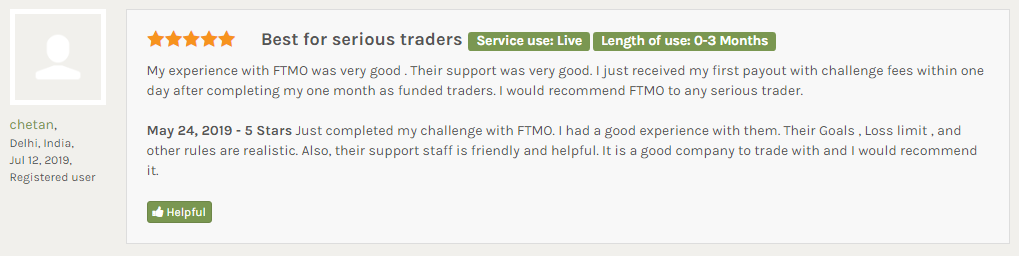 Best for serious traders Service use: Live Length of use: 0-3 Months
My experience with FTMO was very good . Their support was very good. I just received my first payout with challenge fees within one
day after completing my one month as funded traders. I would recommend FTMO to any serious trader.
May 24, 2019 - 5 Stars Just completed my challenge with FTMO. I had a good experience with them. Their Goals , Loss limit , and
other rules are realistic. Also, their support staff is friendly and helpful. It is a good company to trade with and I would recommend
it.
Helpful
chetan,
Delhi, India,
Jul 12, 2019,
Registered user